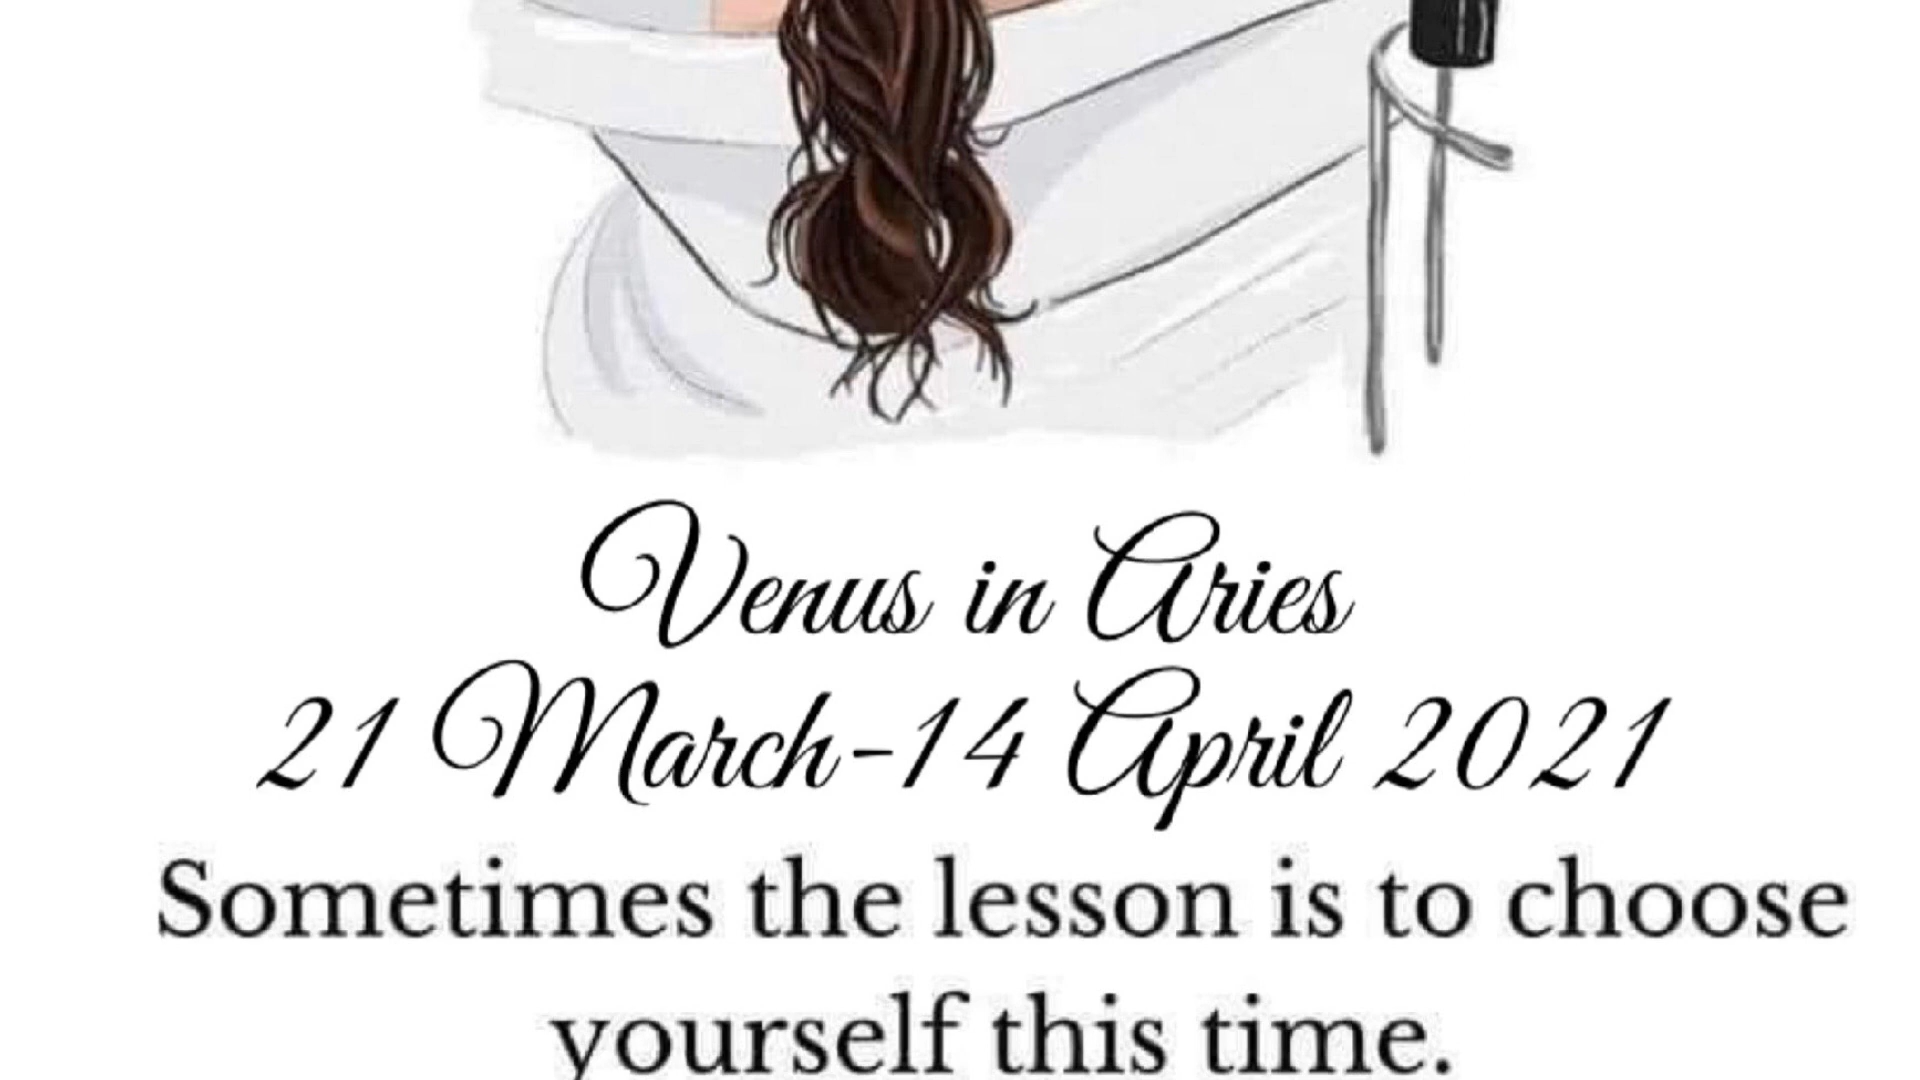 Venus in Aries
21 March-14 April 2021
Sometimes the lesson is to choose
yourself this time.